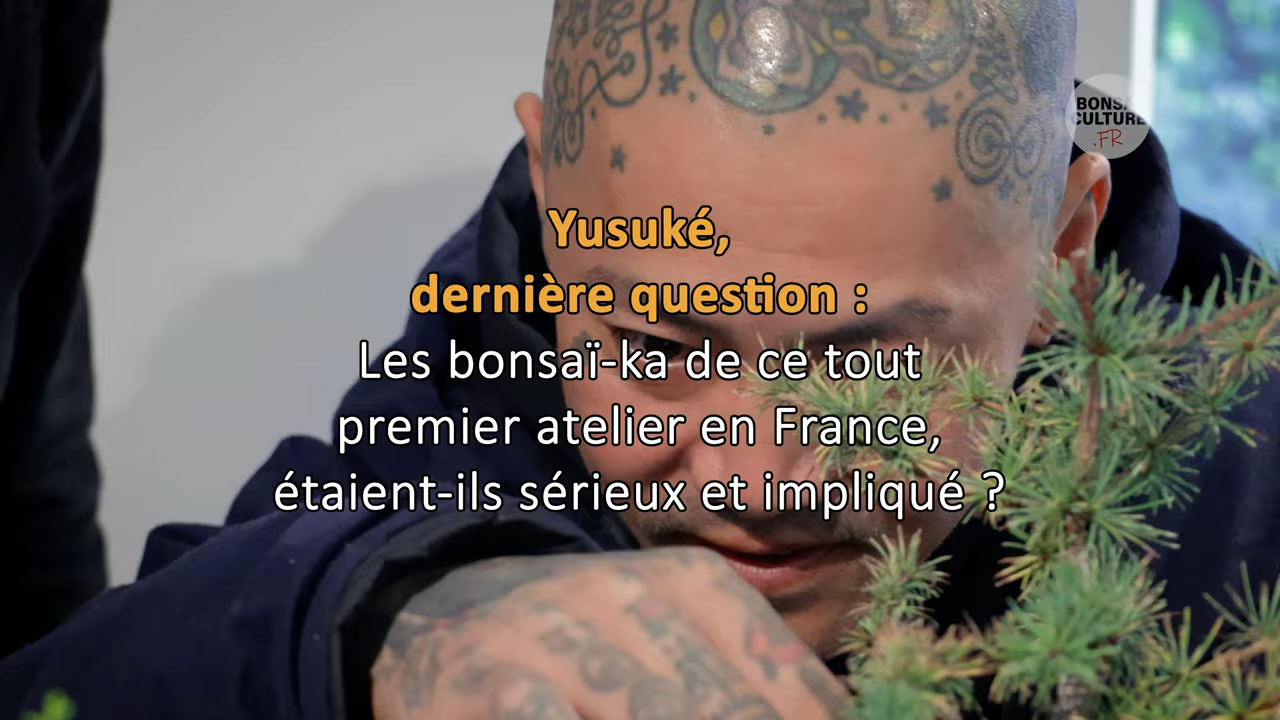 BONSAI
CULTURE
.FR
Yusuké,
dernière question :
Les bonsaï-ka de ce tout
premier atelier en France,
étaient-ils sérieux et impliqué ?